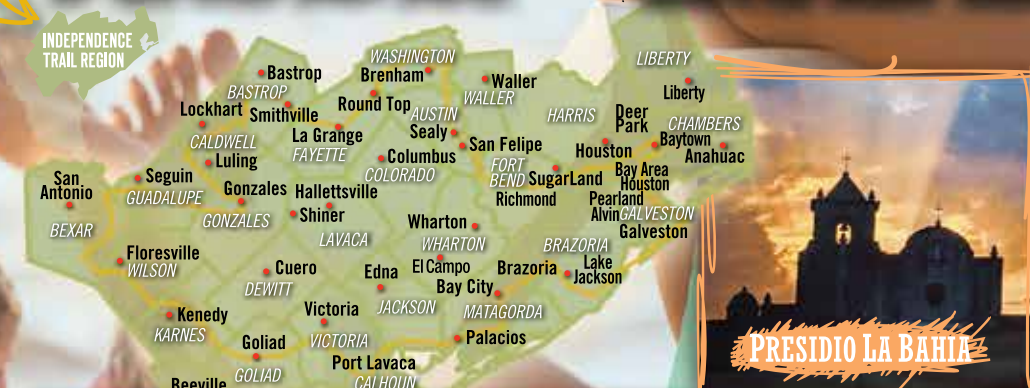 INDEPENDENCE
TRAIL REGION
WASHINGTON
LIBERTY
Bastrop
Brenham
Waller
BASTROP
Liberty
WALLER
Lockhart
Smithville
Round Top
AUSTIN
HARRIS
Deer
Park
CHAMBERS
La Grange
Sealy
CALDWELL
FAYETTE
San Felipe
Houston
Baytown
Anahuac
Luling
Columbus
COLORADO
FORT
BEND
SugarLand
Bay Area
Houston
San
Antonio
Seguin
GUADALUPE
Gonzales
Hallettsville
Richmond
Pearland
Alvin
GALVESTON
Galveston
GONZALES
Shiner
BEXAR
LAVACA
Wharton
WHARTON
BRAZORIA
Floresville
WILSON
Cuero
Edna
El Campo
Brazoria
Lake
Jackson
DEWITT
Bay City
JACKSON
MATAGORDA
Kenedy
KARNES
Victoria
VICTORIA
Palacios
Goliad
GOLIAD
Port Lavaca
CALHOUN
Beeville
PRESIDIO LA BAHIA